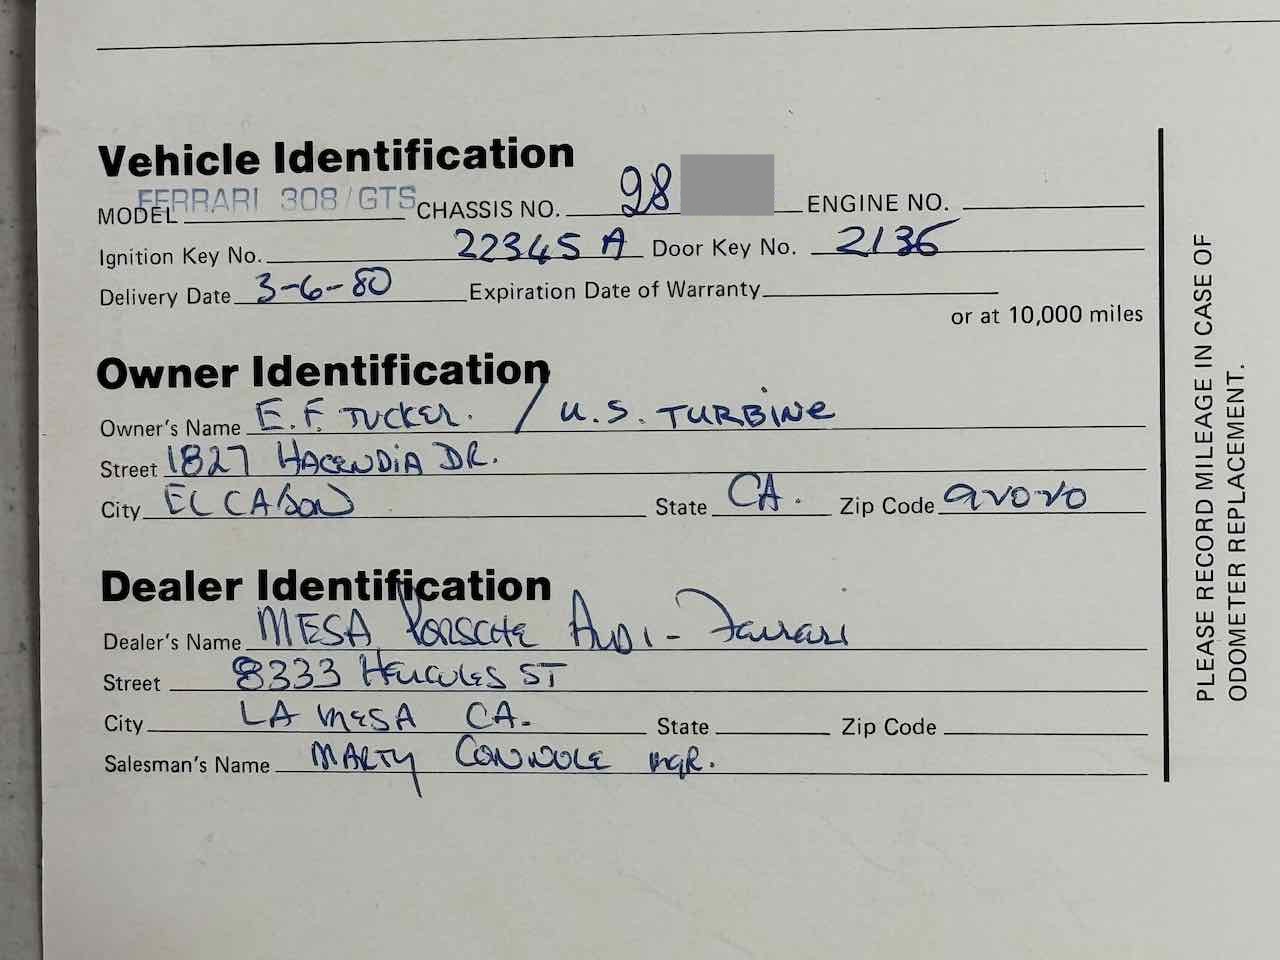 Vehicle Identification
MODEL FERRARI 308/GTS CHASSIS NO. 98 ENGINE NO.
Ignition Key No. 22345 A Door Key No. 2136
Delivery Date 3-6-80 Expiration Date of Warranty
or at 10,000 miles
Owner Identification
Owner's Name E.F. TUCKER. / U.S. TURBINE
Street 1827 HACENDIA DR.
City EL CAJON State CA. Zip Code 92020
Dealer Identification
Dealer's Name MESA PORSCHE AUDI - Ferrari
Street 8333 HERCULES ST
City LA MESA CA. State Zip Code
Salesman's Name MARTY CONNOLE MGR.
PLEASE RECORD MILEAGE IN CASE OF
ODOMETER REPLACEMENT.